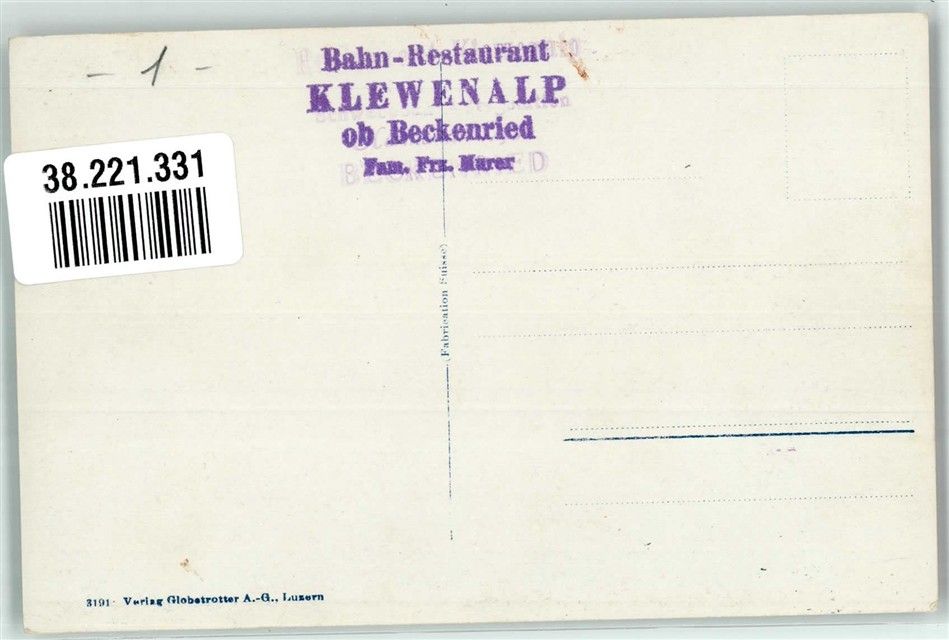 - 1 -
Bahn-Restaurant
KLEWENALP
ob Beckenried
Fam. Frz. Murer
38.221.331
(Fabrication Suisse)
3191 Verlag Globetrotter A.-G., Luzern